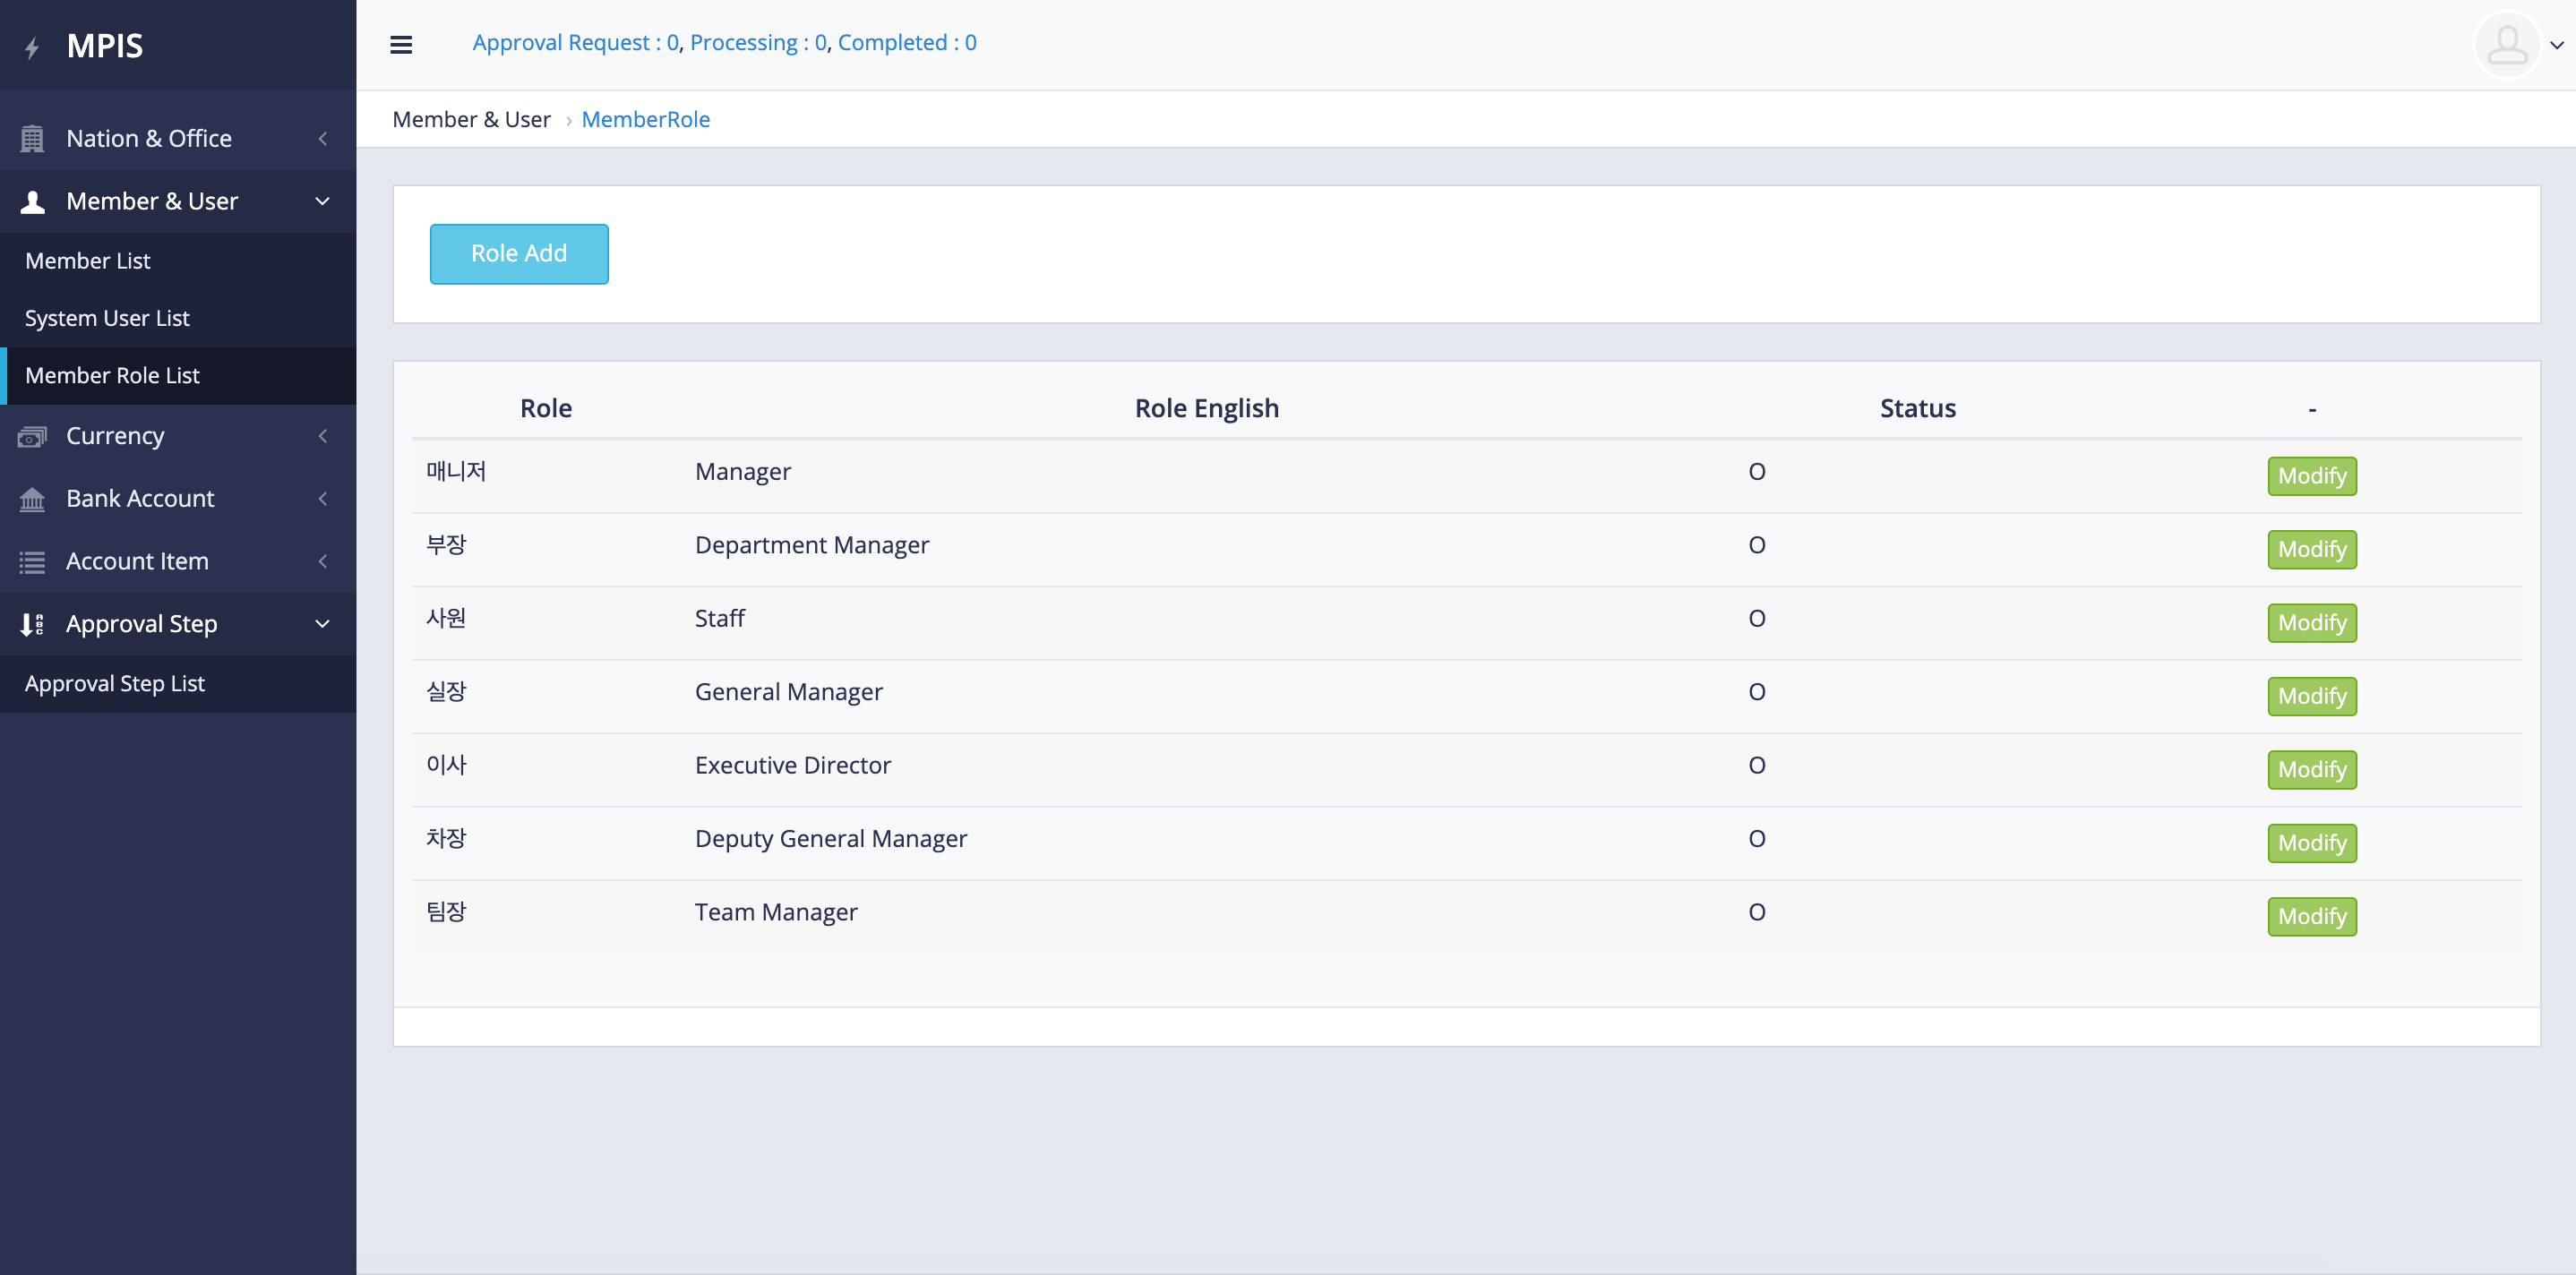 MPIS
Approval Request : 0, Processing : 0, Completed : 0
Nation & Office
Member & User
Member List
System User List
Member Role List
Currency
Bank Account
Account Item
Approval Step
Approval Step List
Member & User › MemberRole
Role Add
Role Role English Status -
매니저 Manager O Modify
부장 Department Manager O Modify
사원 Staff O Modify
실장 General Manager O Modify
이사 Executive Director O Modify
차장 Deputy General Manager O Modify
팀장 Team Manager O Modify